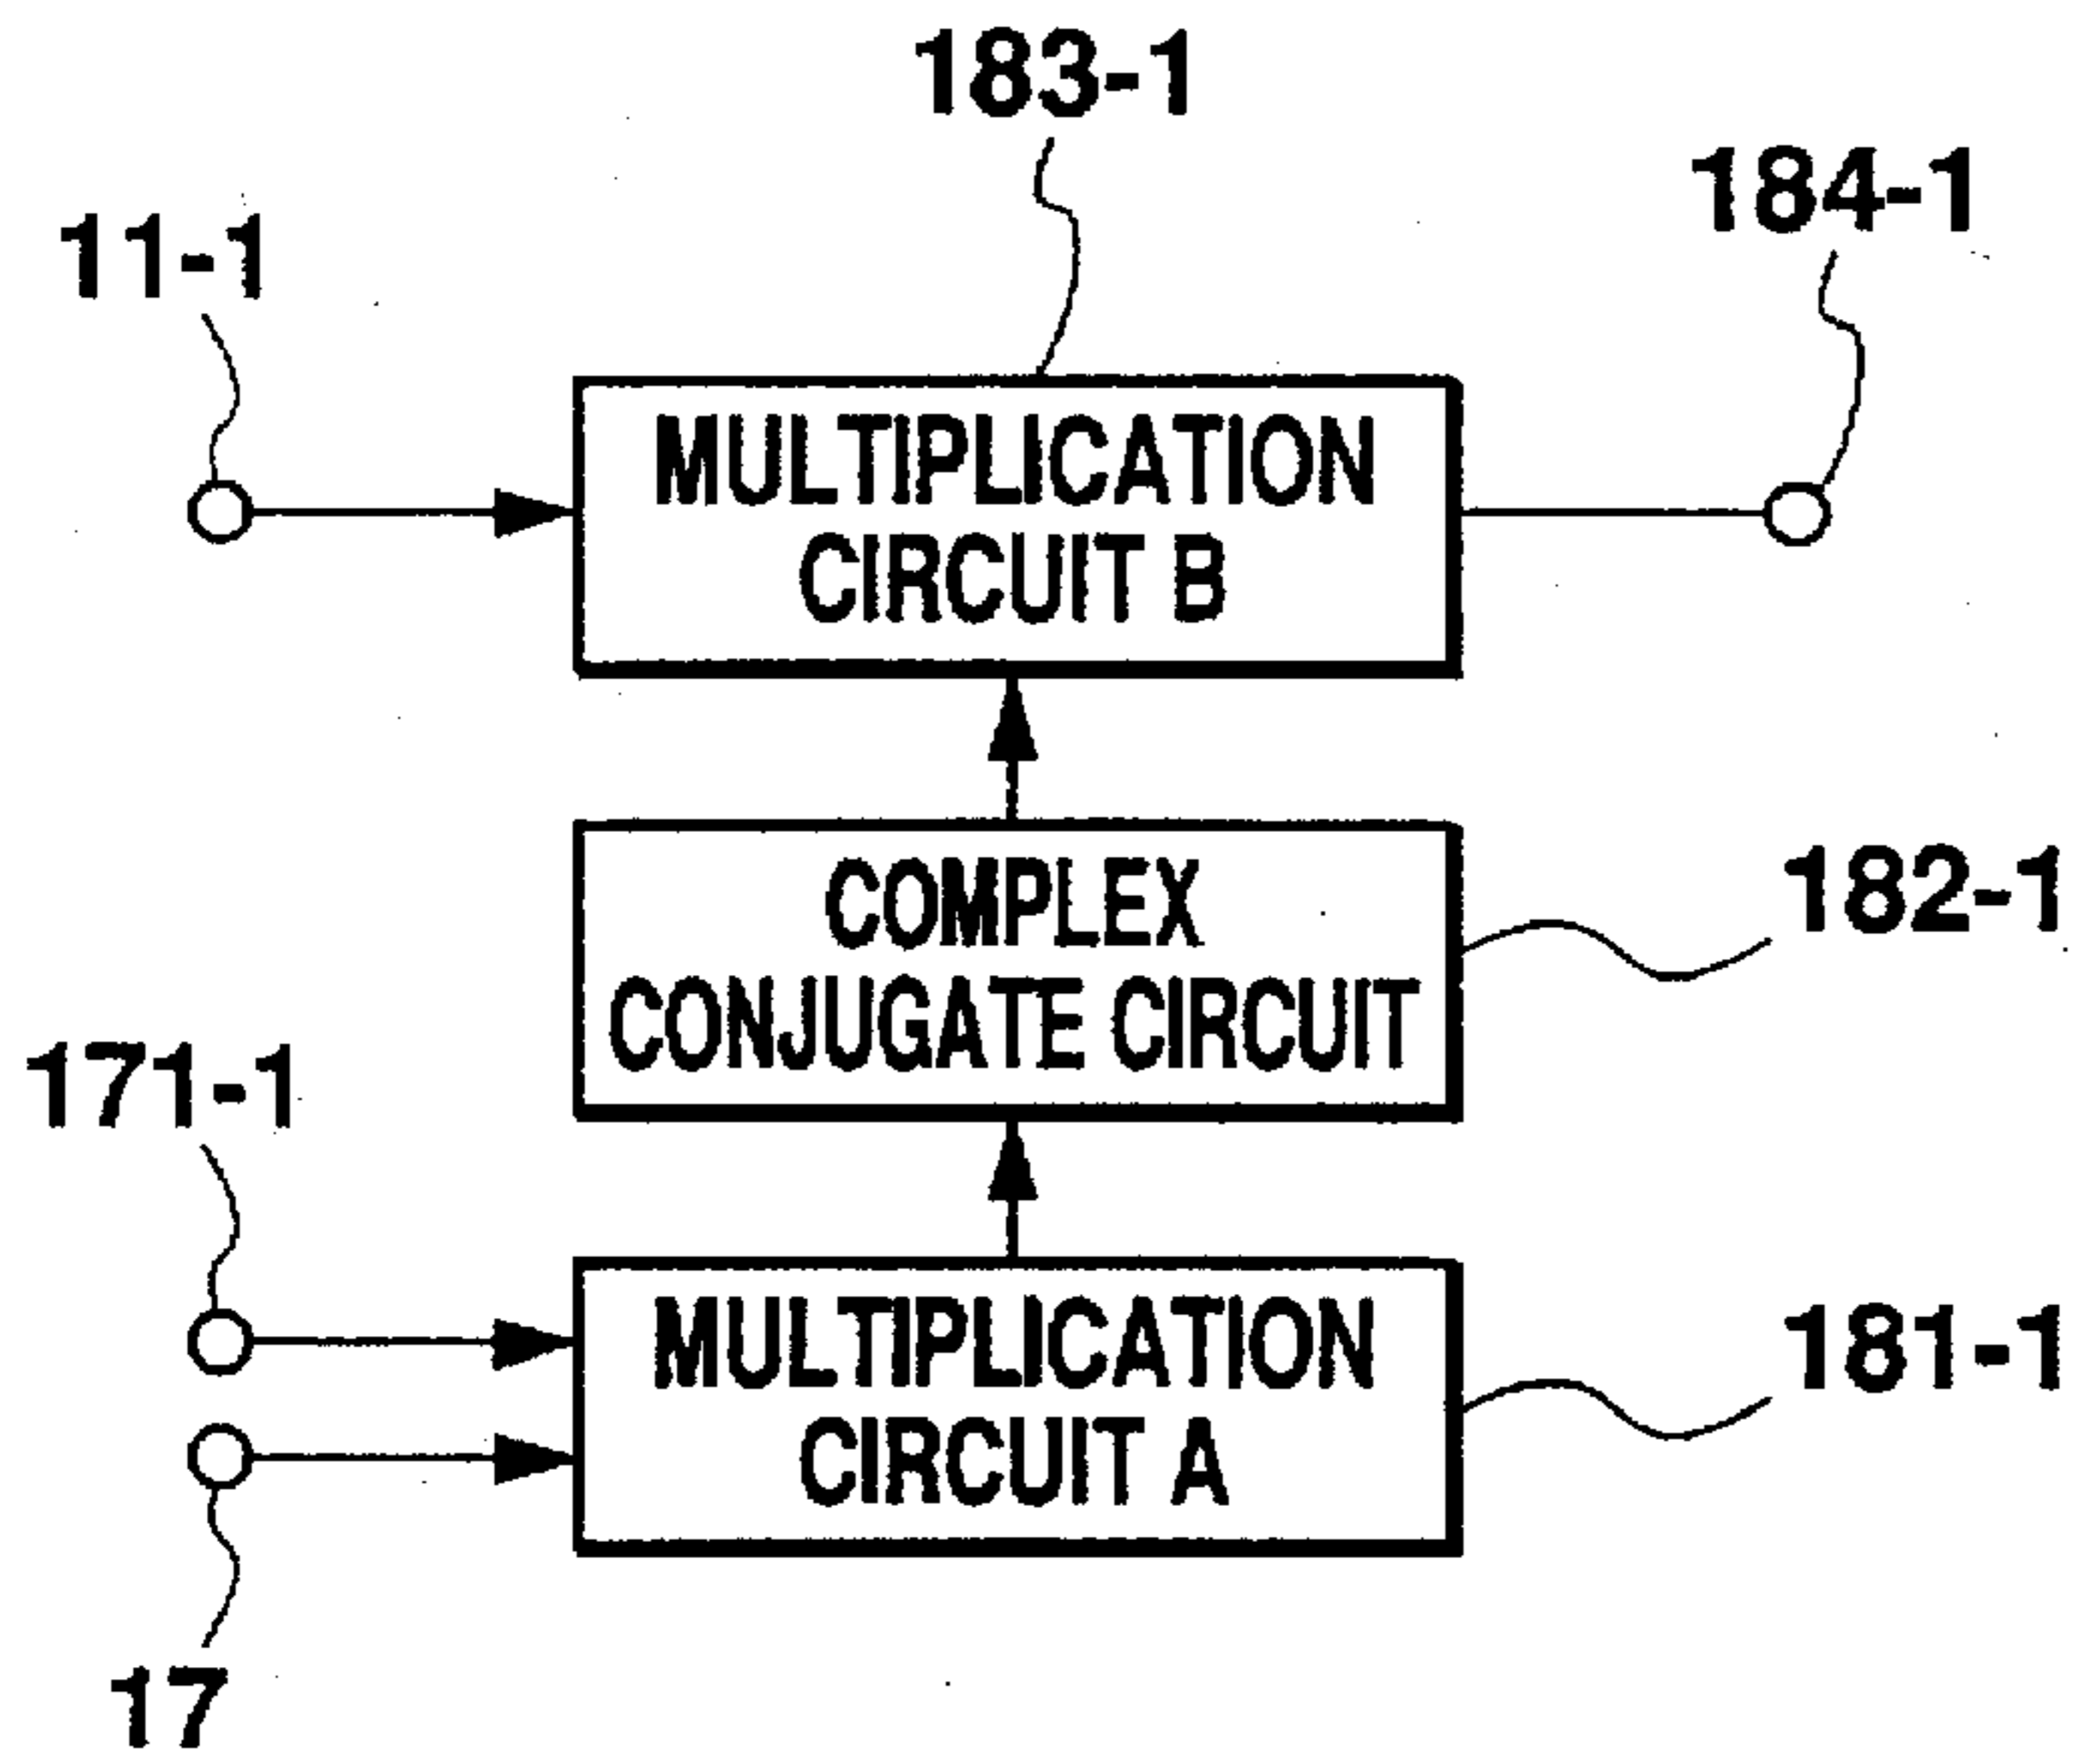 183-1
184-1
11-1
MULTIPLICATION
CIRCUIT B
COMPLEX
CONJUGATE CIRCUIT
182-1
171-1
MULTIPLICATION
CIRCUIT A
181-1
17